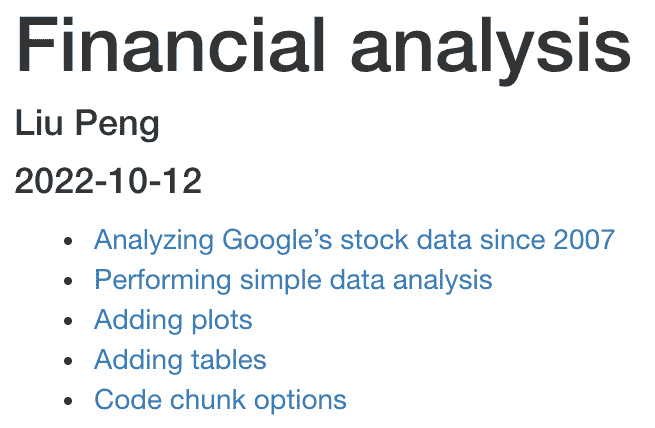 Financial analysis
Liu Peng
2022-10-12
• Analyzing Google’s stock data since 2007
• Performing simple data analysis
• Adding plots
• Adding tables
• Code chunk options